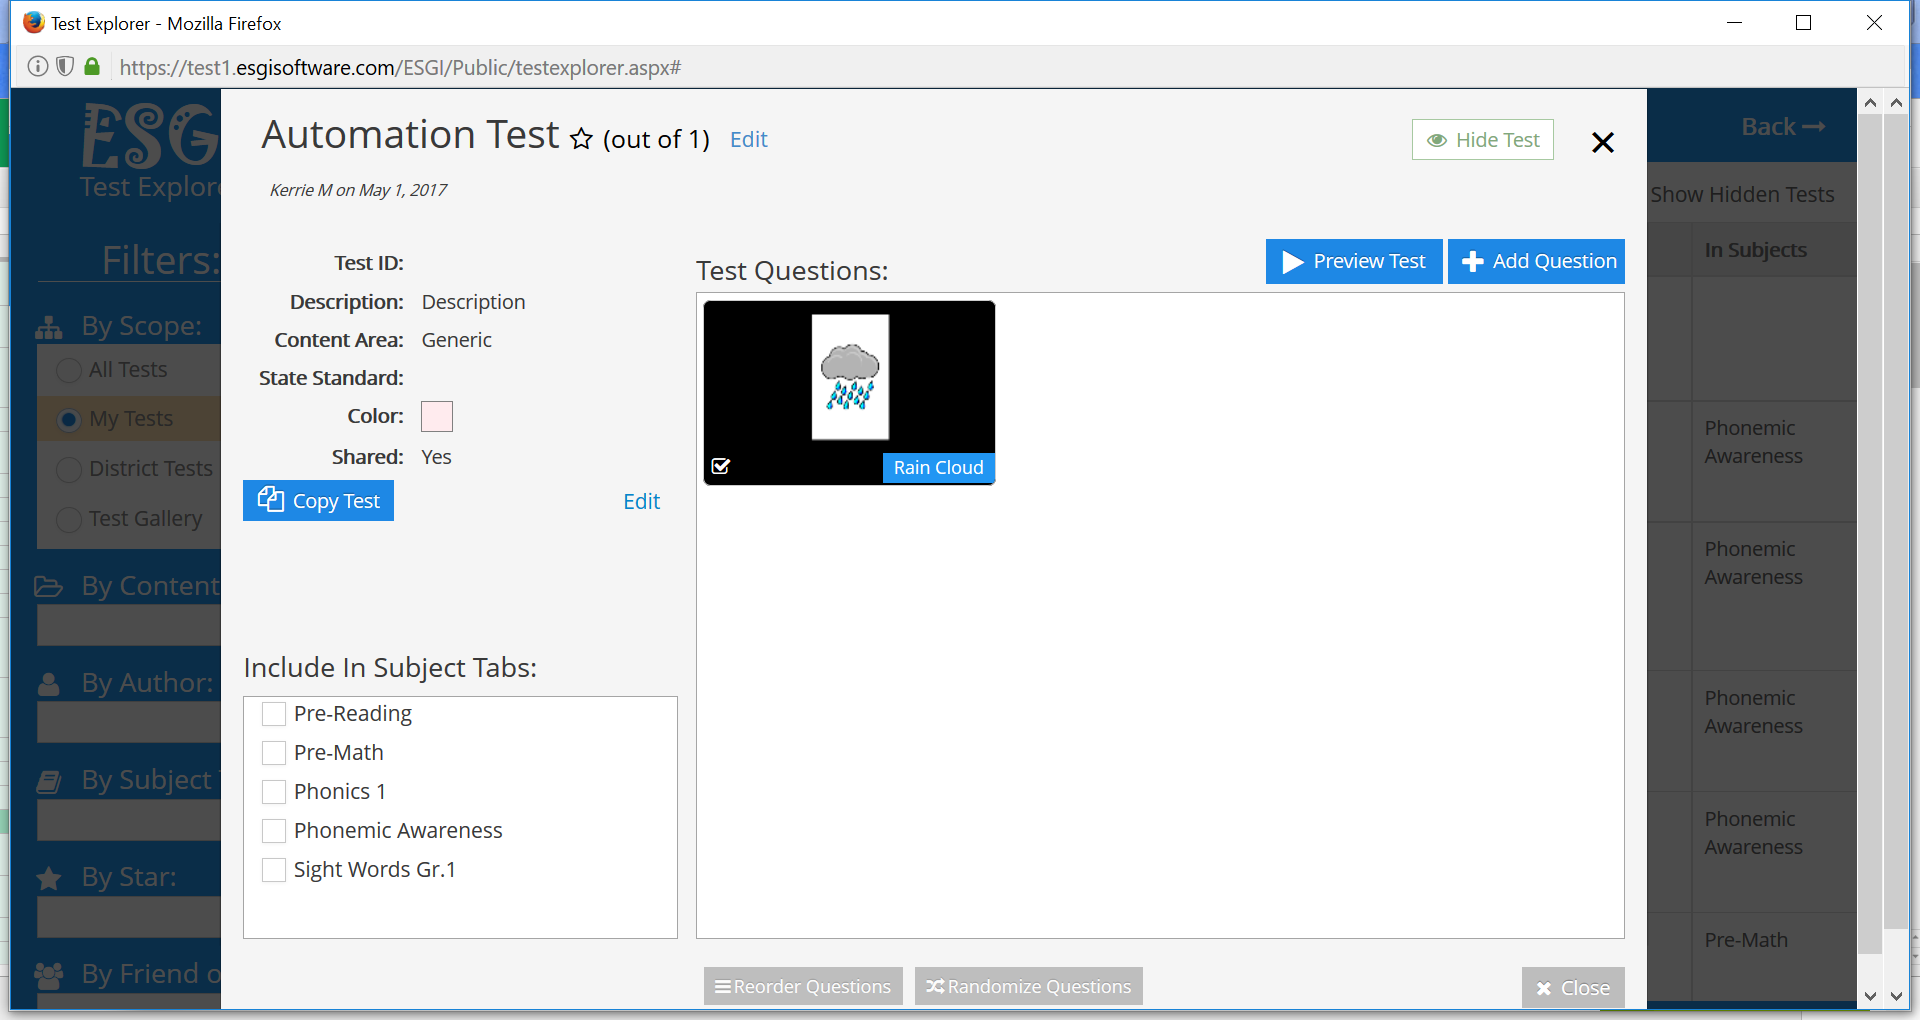 Test Explorer - Mozilla Firefox
https://test1.esgisoftware.com/ESGI/Public/testexplorer.aspx#
ESG
Test Explore
Back
Show Hidden Tests
In Subjects
Filters:
By Scope:
All Tests
My Tests
District Tests
Test Gallery
By Content
By Author:
By Subject
By Star:
By Friend o
Automation Test (out of 1) Edit
Hide Test
Kerrie M on May 1, 2017
Test ID:
Description: Description
Content Area: Generic
State Standard:
Color:
Shared: Yes
Copy Test
Edit
Include In Subject Tabs:
Pre-Reading
Pre-Math
Phonics 1
Phonemic Awareness
Sight Words Gr.1
Test Questions:
Preview Test
Add Question
Rain Cloud
Reorder Questions
Randomize Questions
Close
Phonemic
Awareness
Phonemic
Awareness
Phonemic
Awareness
Phonemic
Awareness
Pre-Math